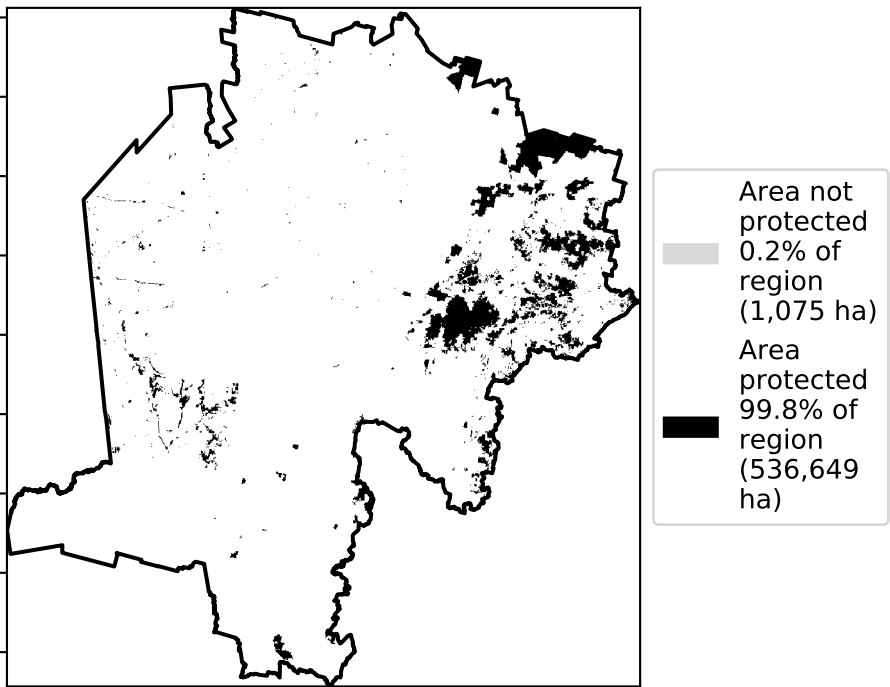 Area not
protected
0.2% of
region
(1,075 ha)
Area
protected
99.8% of
region
(536,649
ha)